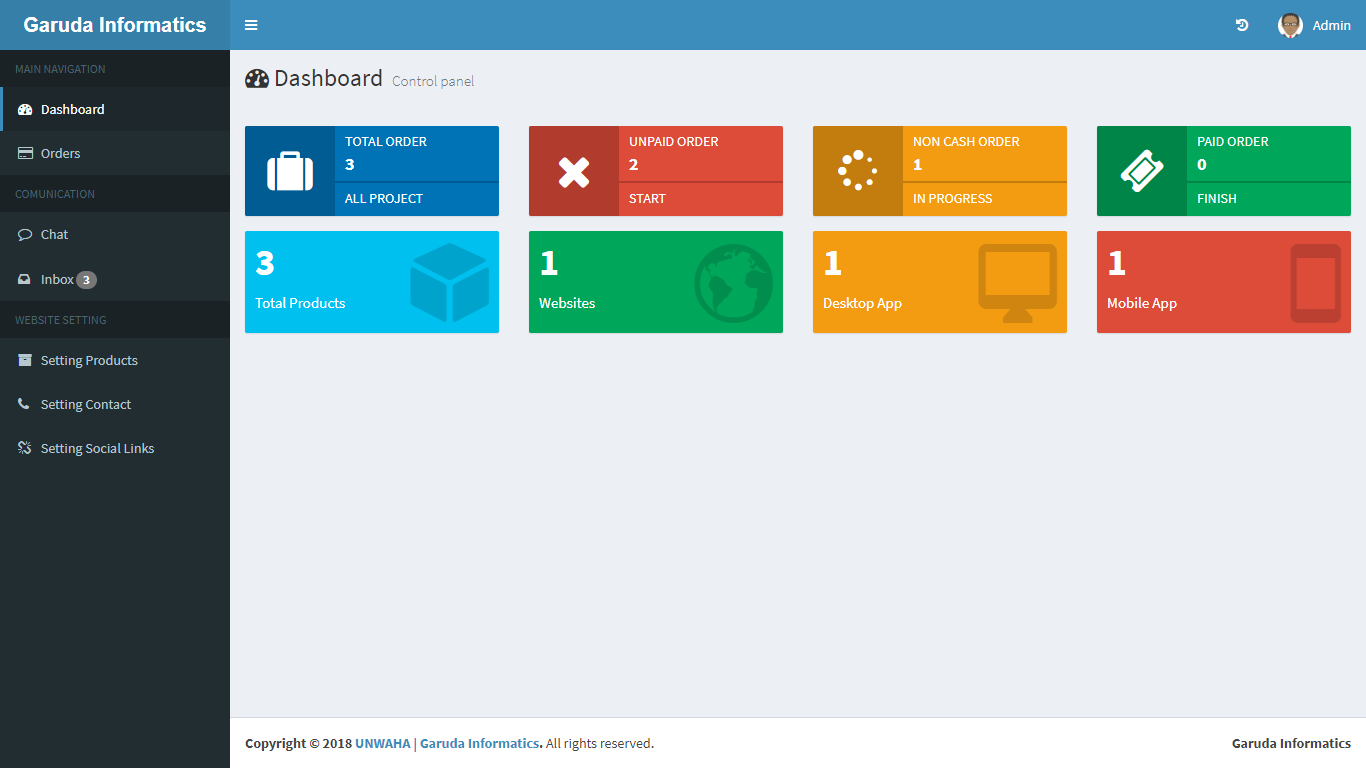 Garuda Informatics
Admin
MAIN NAVIGATION
Dashboard
Orders
COMUNICATION
Chat
Inbox 3
WEBSITE SETTING
Setting Products
Setting Contact
Setting Social Links
Dashboard Control panel
TOTAL ORDER
3
ALL PROJECT
UNPAID ORDER
2
START
NON CASH ORDER
1
IN PROGRESS
PAID ORDER
0
FINISH
3
Total Products
1
Websites
1
Desktop App
1
Mobile App
Copyright © 2018 UNWAHA | Garuda Informatics. All rights reserved.
Garuda Informatics